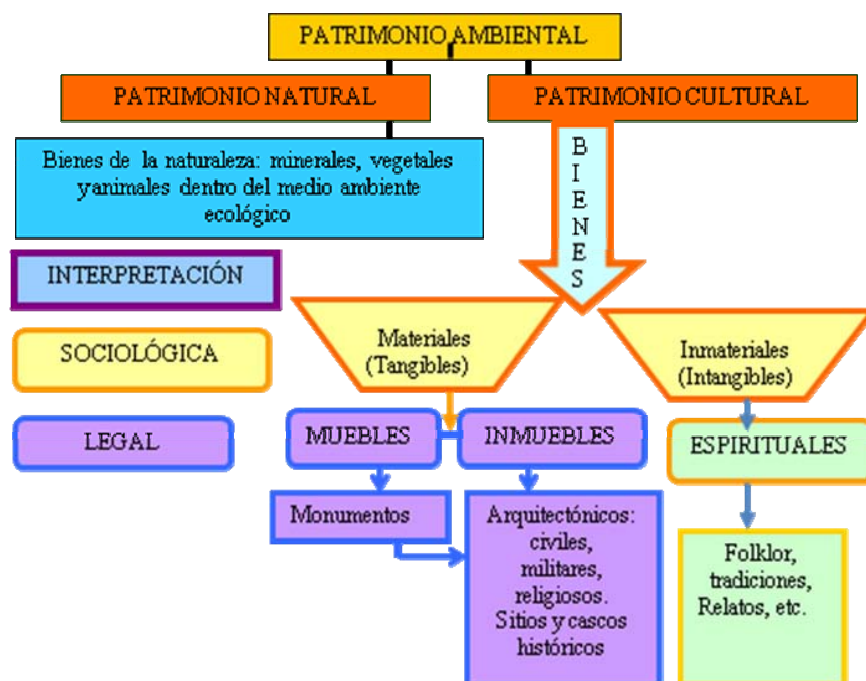 PATRIMONIO AMBIENTAL
PATRIMONIO NATURAL
PATRIMONIO CULTURAL
Bienes de la naturaleza: minerales, vegetales
yanimales dentro del medio ambiente
ecológico
BIENES
INTERPRETACIÓN
SOCIOLÓGICA
LEGAL
Materiales
(Tangibles)
Inmateriales
(Intangibles)
MUEBLES
INMUEBLES
ESPIRITUALES
Monumentos
Arquitectónicos:
civiles,
militares,
religiosos.
Sitios y cascos
históricos
Folklor,
tradiciones,
Relatos, etc.